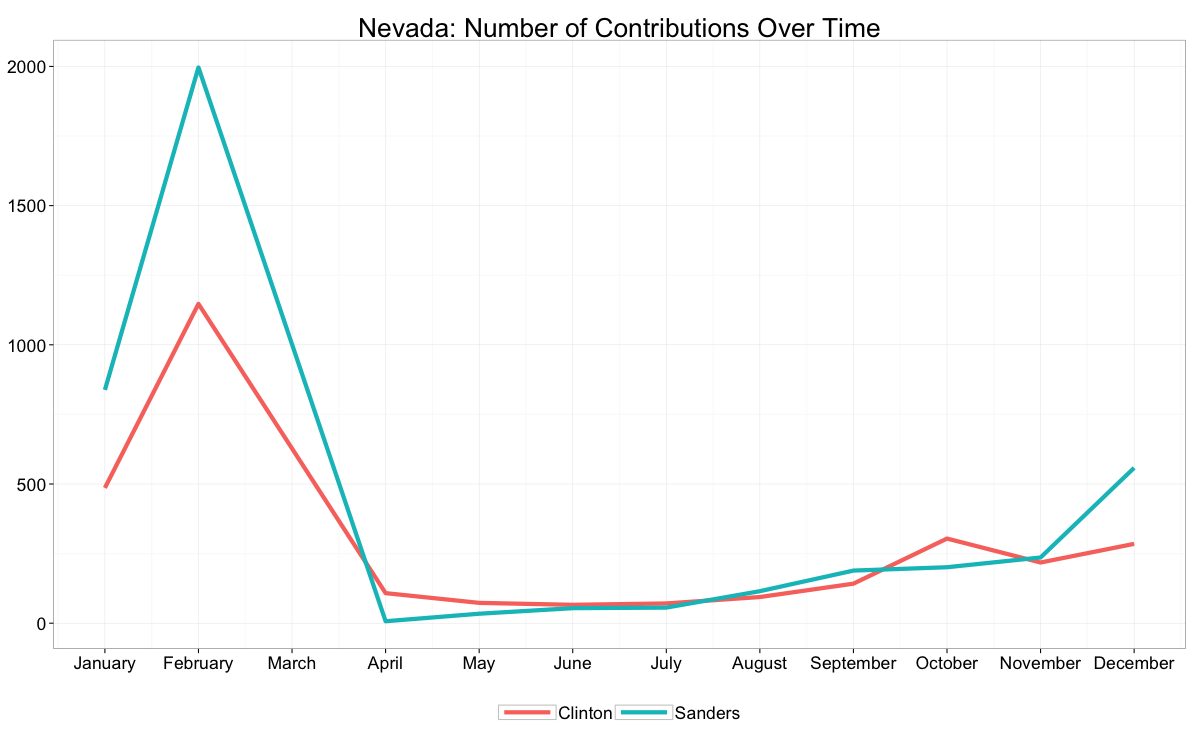 Nevada: Number of Contributions Over Time
2000
1500
1000
500
0
January February March April May June July August September October November December
Clinton Sanders